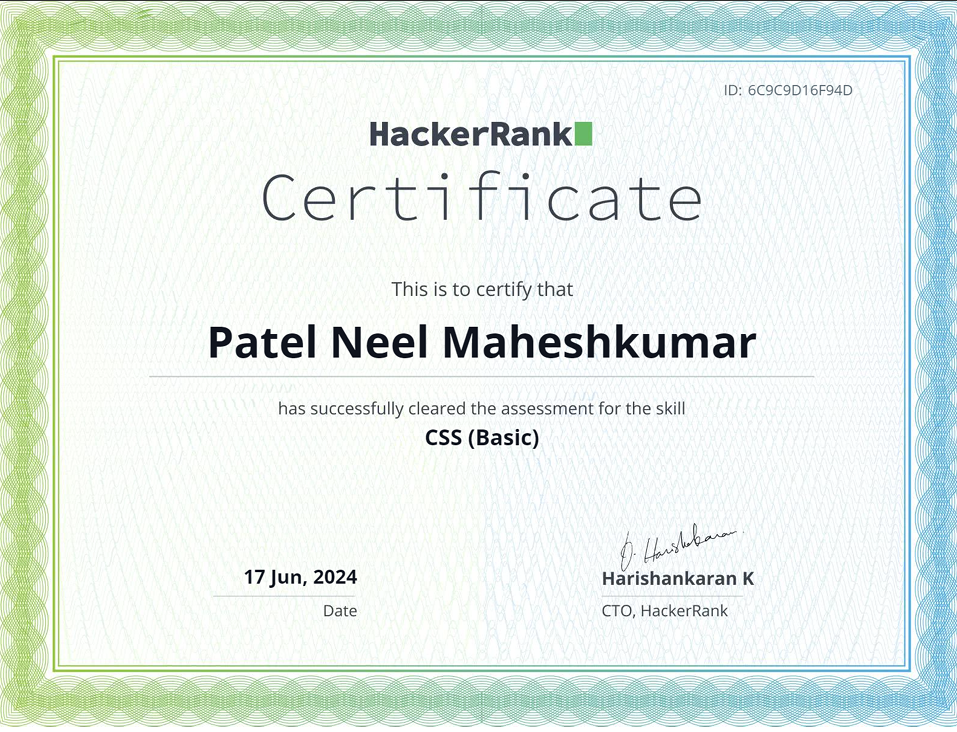 ID: 6C9C9D16F94D
HackerRank
Certificate
This is to certify that
Patel Neel Maheshkumar
has successfully cleared the assessment for the skill
CSS (Basic)
17 Jun, 2024
Date
Harishankaran K
CTO, HackerRank